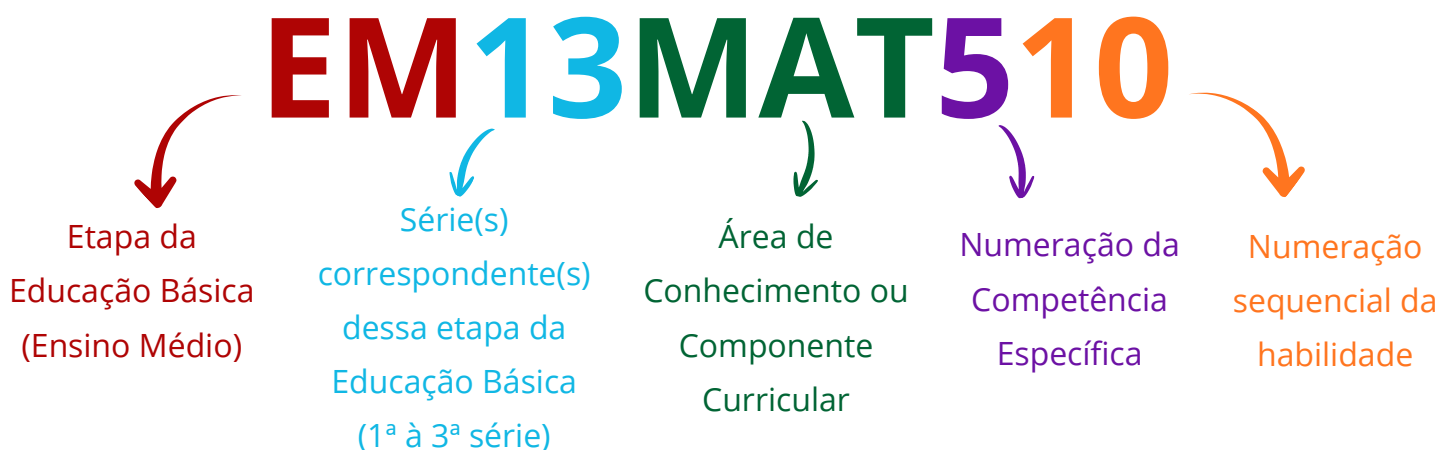 EM13MAT510
Etapa da
Educação Básica
(Ensino Médio)
Série(s)
correspondente(s)
dessa etapa da
Educação Básica
(1ª à 3ª série)
Área de
Conhecimento ou
Componente
Curricular
Numeração da
Competência
Específica
Numeração
sequencial da
habilidade